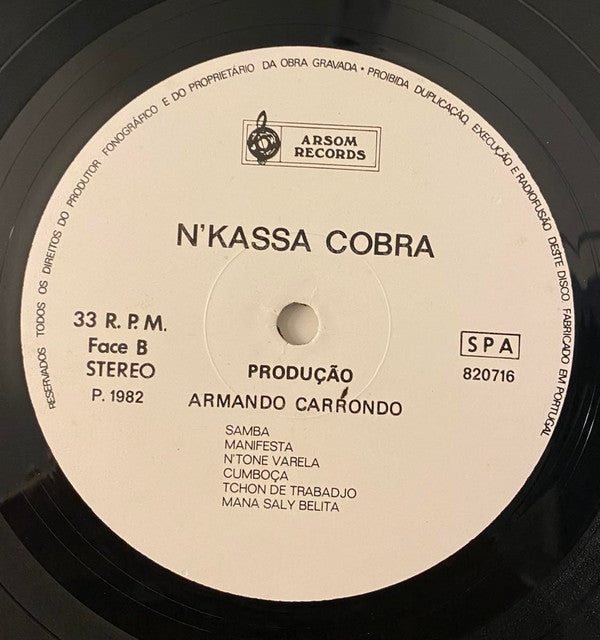 RESERVADOS TODOS OS DIREITOS DO PRODUTOR FONOGRÁFICO E DO PROPRIETÁRIO DA OBRA GRAVADA • PROIBIDA DUPLICAÇÃO, EXECUÇÃO E RADIOFUSÃO DESTE DISCO FABRICADO EM PORTUGAL
ARSOM
RECORDS
N'KASSA COBRA
33 R. P. M.
Face B
STEREO
P. 1982
SPA
820716
PRODUÇÃO
ARMANDO CARRONDO
SAMBA
MANIFESTA
N'TONE VARELA
CUMBOÇA
TCHON DE TRABADJO
MANA SALY BELITA